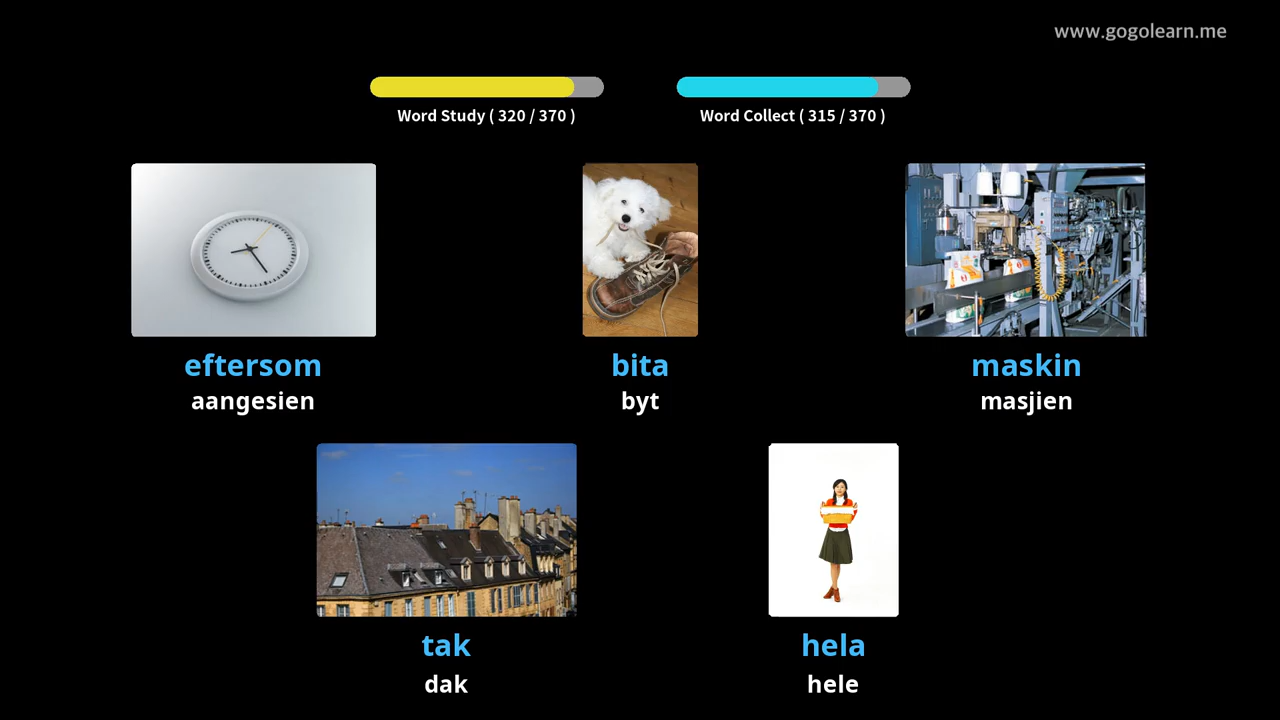 www.gogolearn.me
Word Study ( 320 / 370 )
Word Collect ( 315 / 370 )
eftersom
aangesien
bita
byt
maskin
masjien
tak
dak
hela
hele